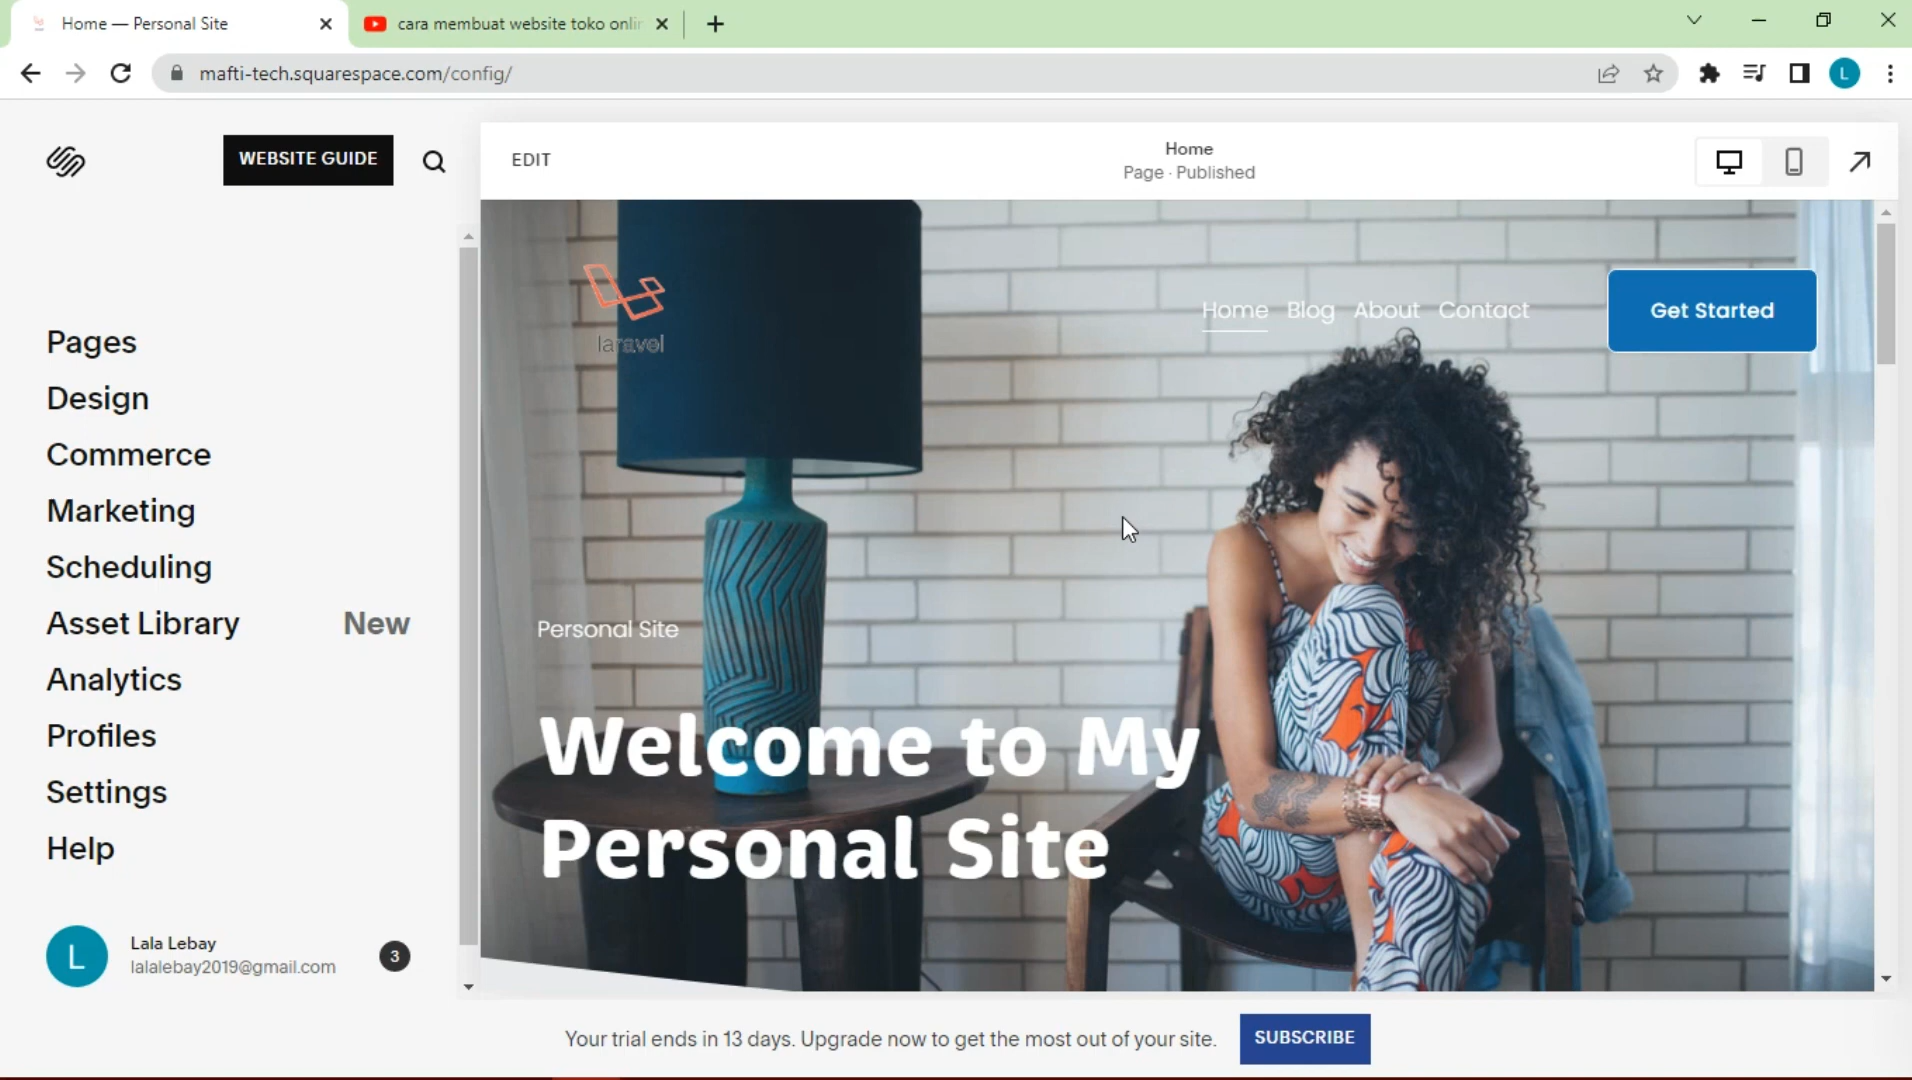 Home — Personal Site
cara membuat website toko onlin
mafti-tech.squarespace.com/config/
L
WEBSITE GUIDE
EDIT
Home
Page · Published
Pages
Design
Commerce
Marketing
Scheduling
Asset Library New
Analytics
Profiles
Settings
Help
L
Lala Lebay
lalalebay2019@gmail.com
3
laravel
Home Blog About Contact
Get Started
Personal Site
Welcome to My
Personal Site
Your trial ends in 13 days. Upgrade now to get the most out of your site.
SUBSCRIBE